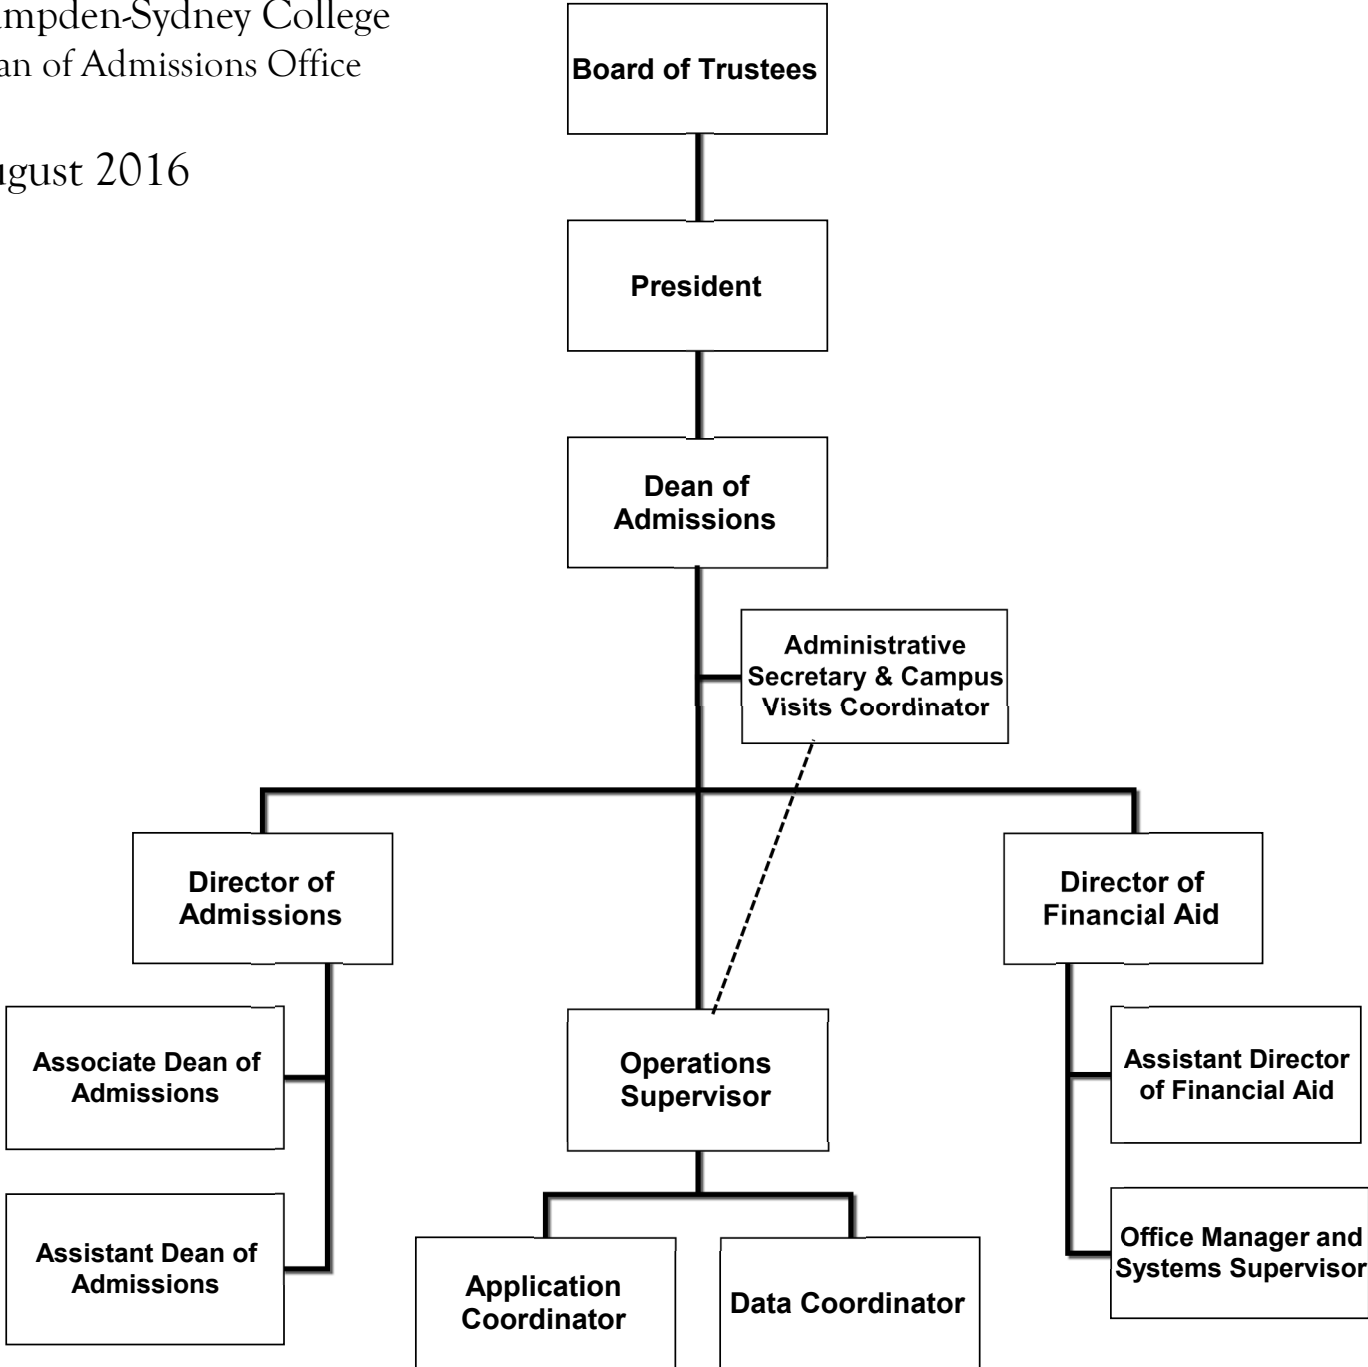 mpden-Sydney College
an of Admissions Office
ugust 2016
Board of Trustees
President
Dean of
Admissions
Administrative
Secretary & Campus
Visits Coordinator
Director of
Admissions
Director of
Financial Aid
Associate Dean of
Admissions
Operations
Supervisor
Assistant Director
of Financial Aid
Assistant Dean of
Admissions
Application
Coordinator
Data Coordinator
Office Manager and
Systems Supervisor